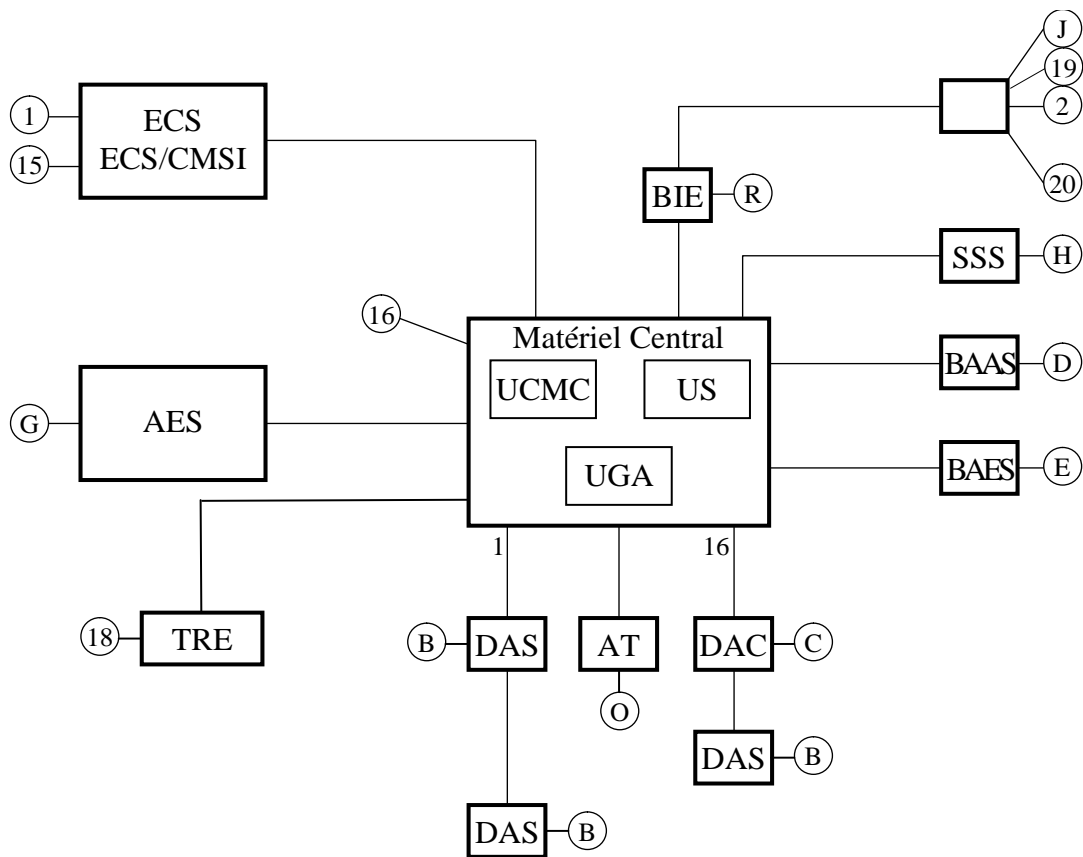 J
19
1
2
ECS
ECS/CMSI
15
20
BIE
R
SSS
H
16
Matériel Central
BAAS
D
UCMC
US
G
AES
UGA
BAES
E
1
16
18
TRE
B
DAS
AT
DAC
C
O
DAS
B
DAS
B